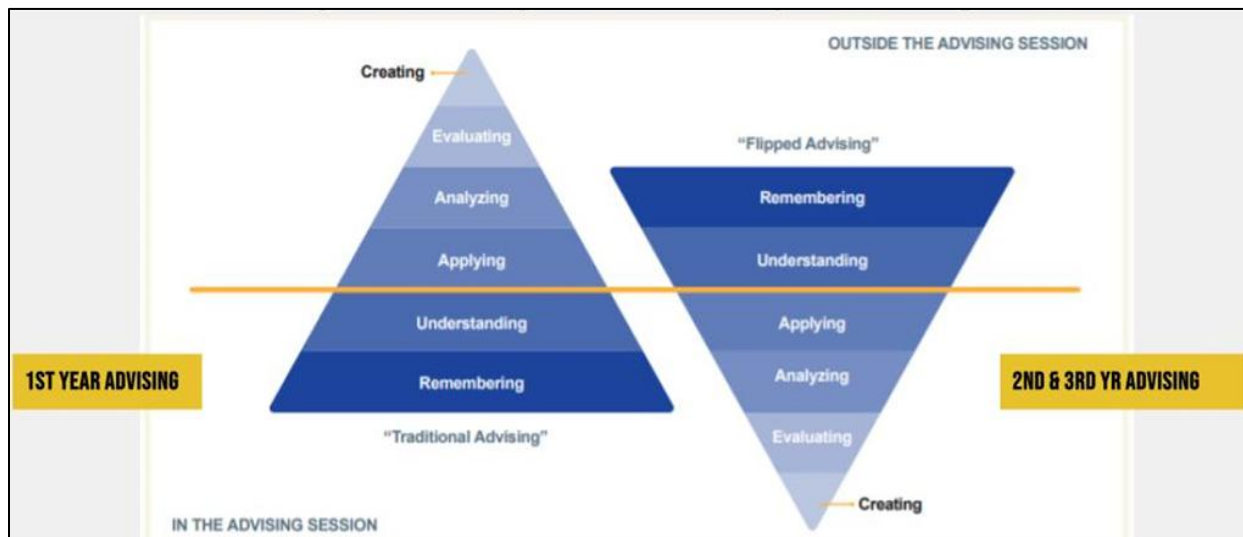 OUTSIDE THE ADVISING SESSION
Creating
Evaluating
Analyzing
Applying
Understanding
Remembering
“Traditional Advising”
1ST YEAR ADVISING
IN THE ADVISING SESSION
“Flipped Advising”
Remembering
Understanding
Applying
Analyzing
Evaluating
Creating
2ND & 3RD YR ADVISING